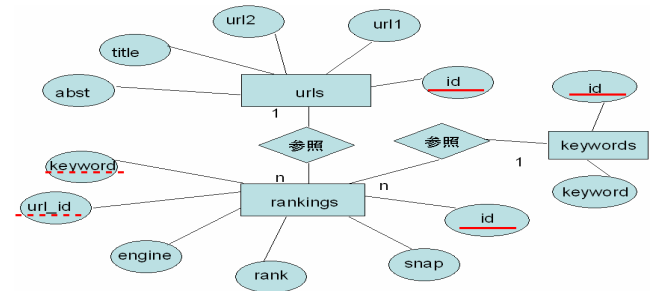 url2
url1
title
abst
urls
id
id
1
参照
参照
keywords
1
keyword
keyword
n
n
url_id
rankings
id
engine
rank
snap